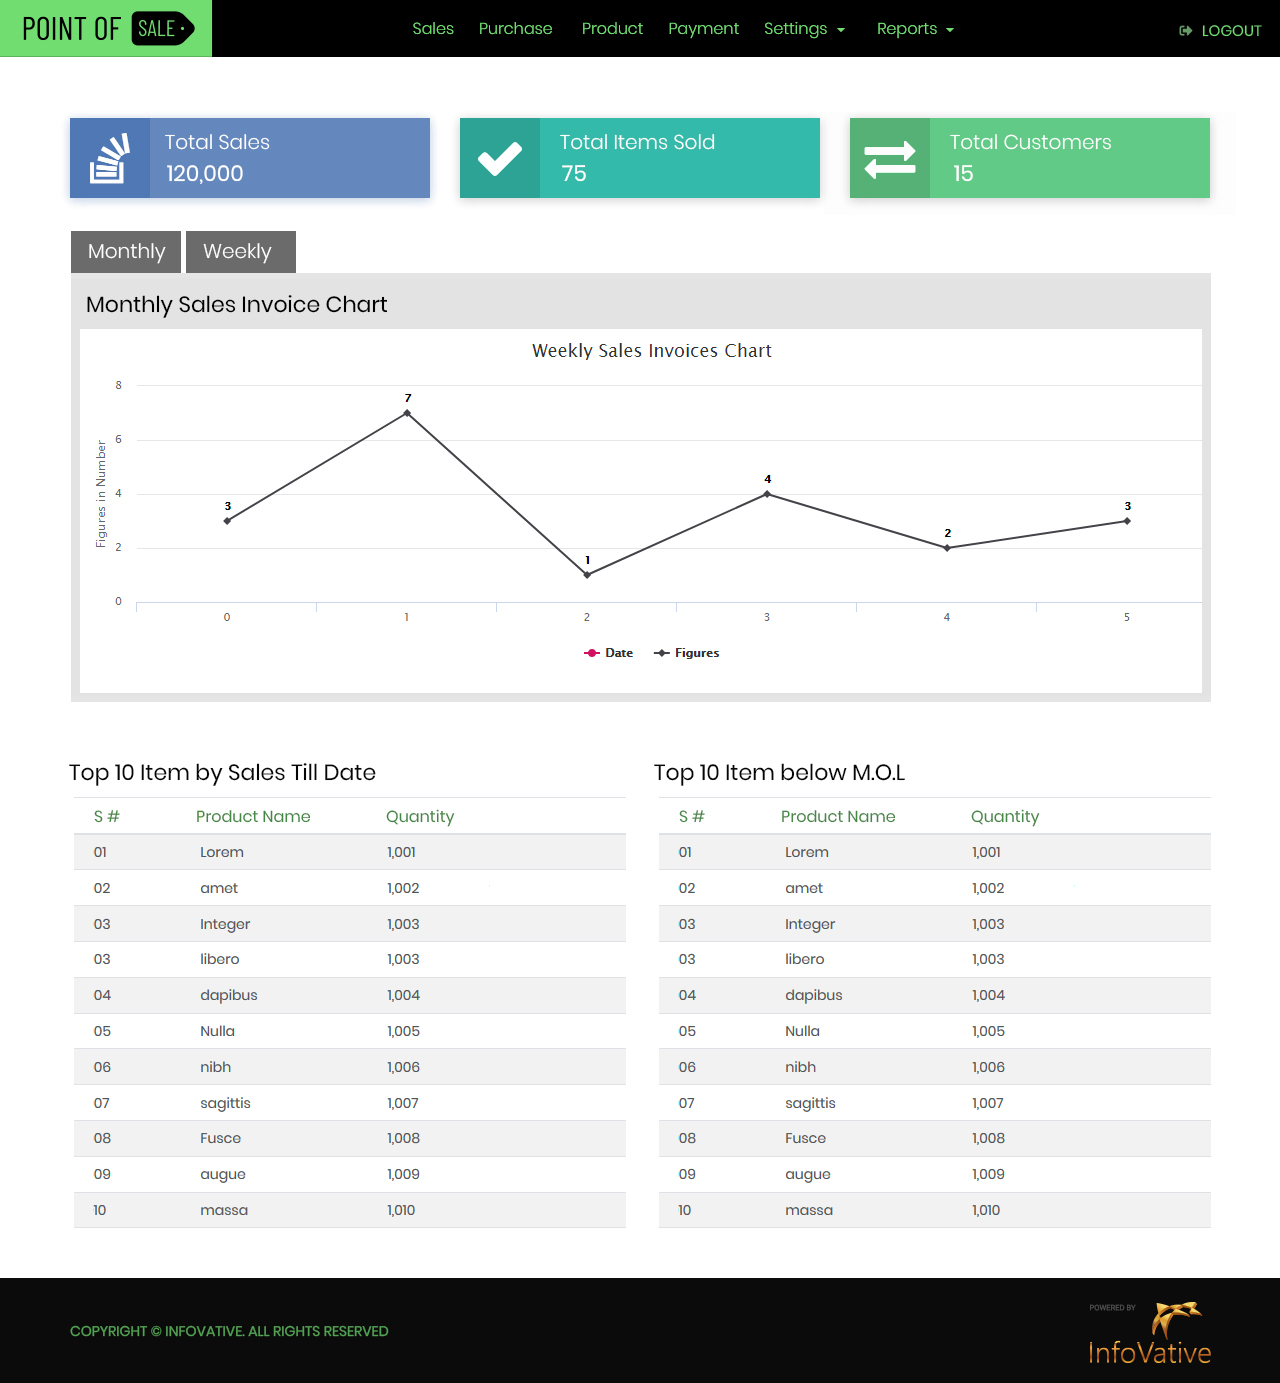 POINT OF SALE
Sales Purchase Product Payment Settings Reports
LOGOUT
Total Sales
120,000
Total Items Sold
75
Total Customers
15
Monthly Weekly
Monthly Sales Invoice Chart
Weekly Sales Invoices Chart
Figures in Number
8
6
4
2
0
3
7
1
4
2
3
0 1 2 3 4 5
Date Figures
Top 10 Item by Sales Till Date
S # Product Name Quantity
01 Lorem 1,001
02 amet 1,002
03 Integer 1,003
03 libero 1,003
04 dapibus 1,004
05 Nulla 1,005
06 nibh 1,006
07 sagittis 1,007
08 Fusce 1,008
09 augue 1,009
10 massa 1,010
Top 10 Item below M.O.L
S # Product Name Quantity
01 Lorem 1,001
02 amet 1,002
03 Integer 1,003
03 libero 1,003
04 dapibus 1,004
05 Nulla 1,005
06 nibh 1,006
07 sagittis 1,007
08 Fusce 1,008
09 augue 1,009
10 massa 1,010
COPYRIGHT © INFOVATIVE. ALL RIGHTS RESERVED
POWERED BY
InfoVative